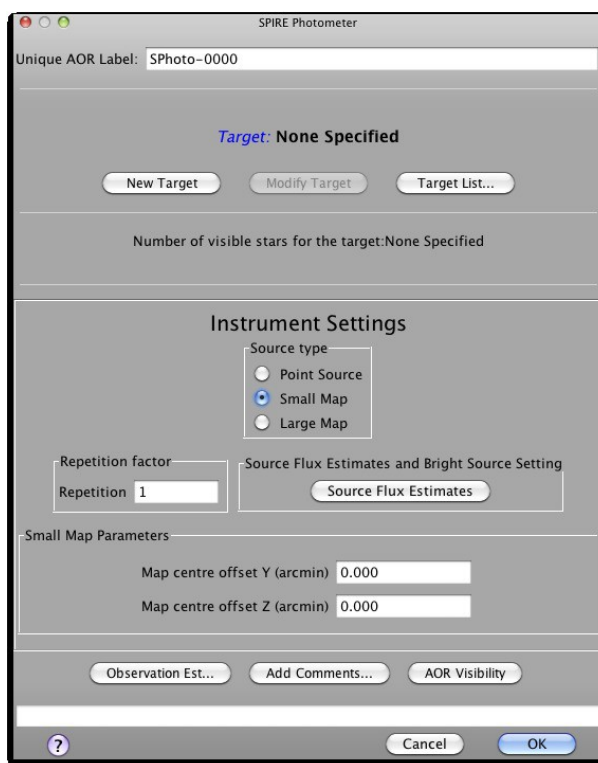 SPIRE Photometer
Unique AOR Label: SPhoto-0000
Target: None Specified
New Target Modify Target Target List...
Number of visible stars for the target:None Specified
Instrument Settings
Source type
Point Source
Small Map
Large Map
Repetition factor
Repetition 1
Source Flux Estimates and Bright Source Setting
Source Flux Estimates
Small Map Parameters
Map centre offset Y (arcmin) 0.000
Map centre offset Z (arcmin) 0.000
Observation Est... Add Comments... AOR Visibility
? Cancel OK